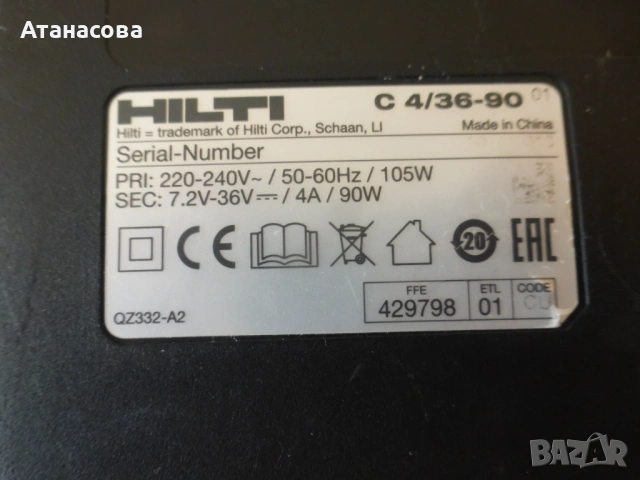 Атанасова
HILTI C 4/36-90 01
Hilti = trademark of Hilti Corp., Schaan, LI Made in China
Serial-Number
PRI: 220-240V~ / 50-60Hz / 105W
SEC: 7.2V-36V⎓ / 4A / 90W
CE 20 EAC
FFE ETL CODE
429798 01 CU
QZ332-A2
BAZAR